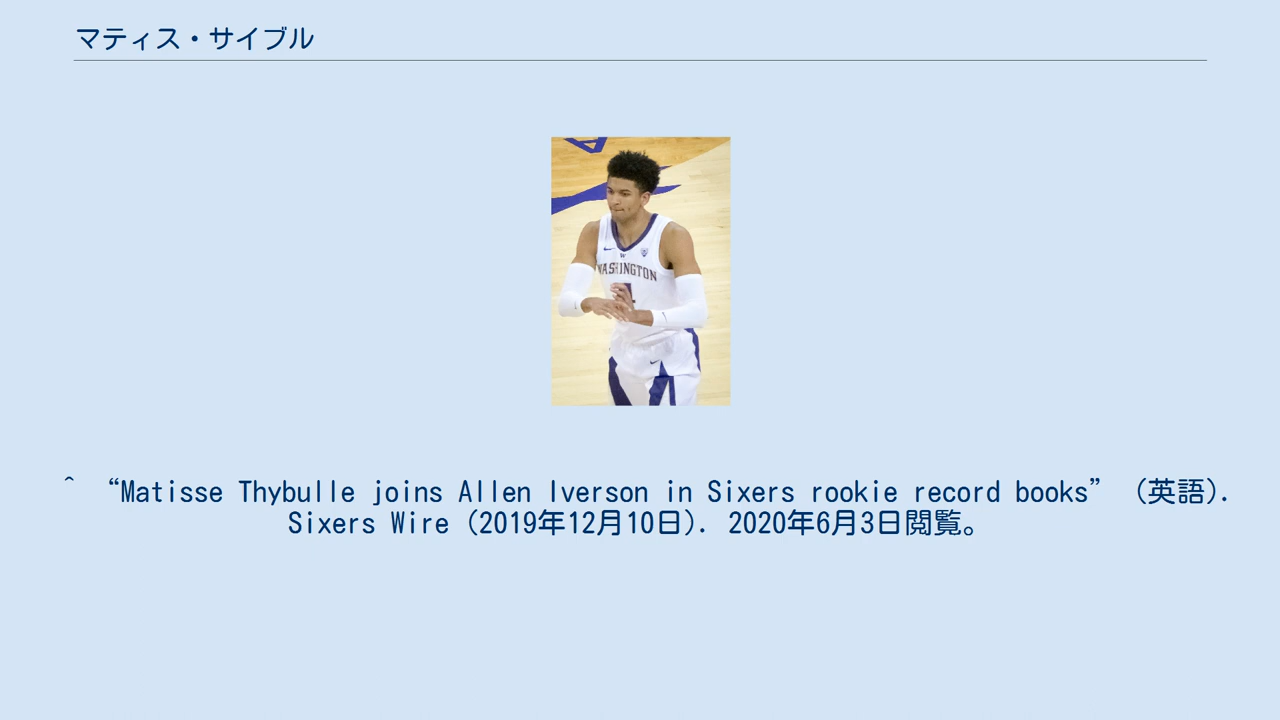 マティス・サイブル
WASHINGTON
^ “Matisse Thybulle joins Allen Iverson in Sixers rookie record books” (英語).
Sixers Wire (2019年12月10日). 2020年6月3日閲覧。